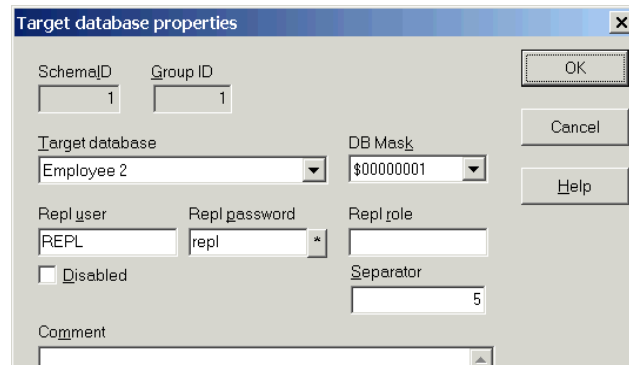 Target database properties
SchemaID Group ID OK
1 1
Target database DB Mask Cancel
Employee 2 $00000001
Help
Repl user Repl password Repl role
REPL repl *
Disabled Separator
5
Comment